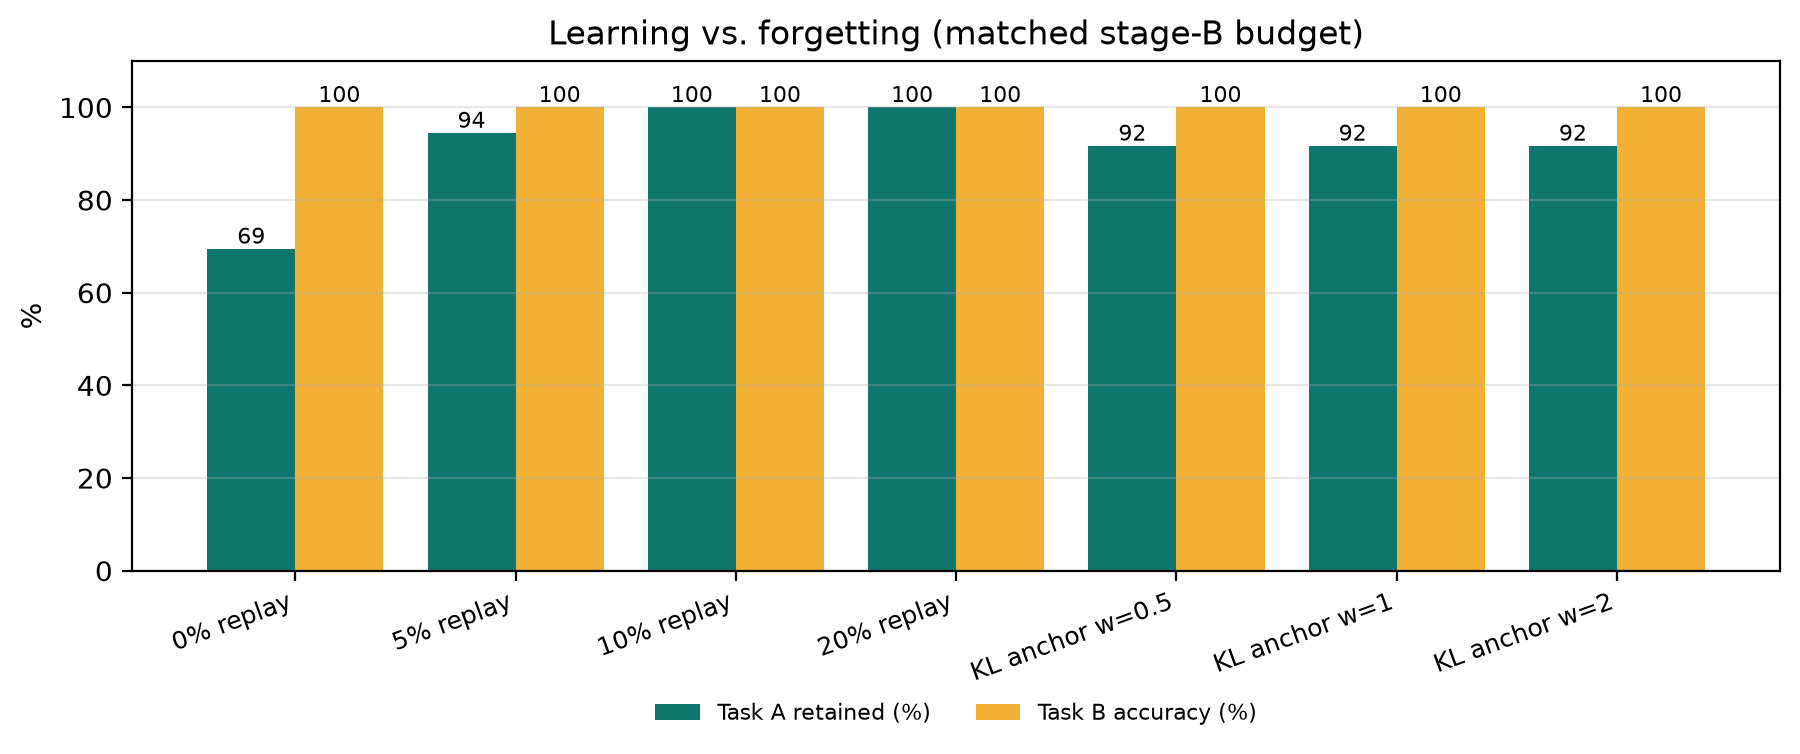 Learning vs. forgetting (matched stage-B budget)
%
100
80
60
40
20
0
69
100
94
100
100
100
100
100
92
100
92
100
92
100
0% replay
5% replay
10% replay
20% replay
KL anchor w=0.5
KL anchor w=1
KL anchor w=2
Task A retained (%)
Task B accuracy (%)